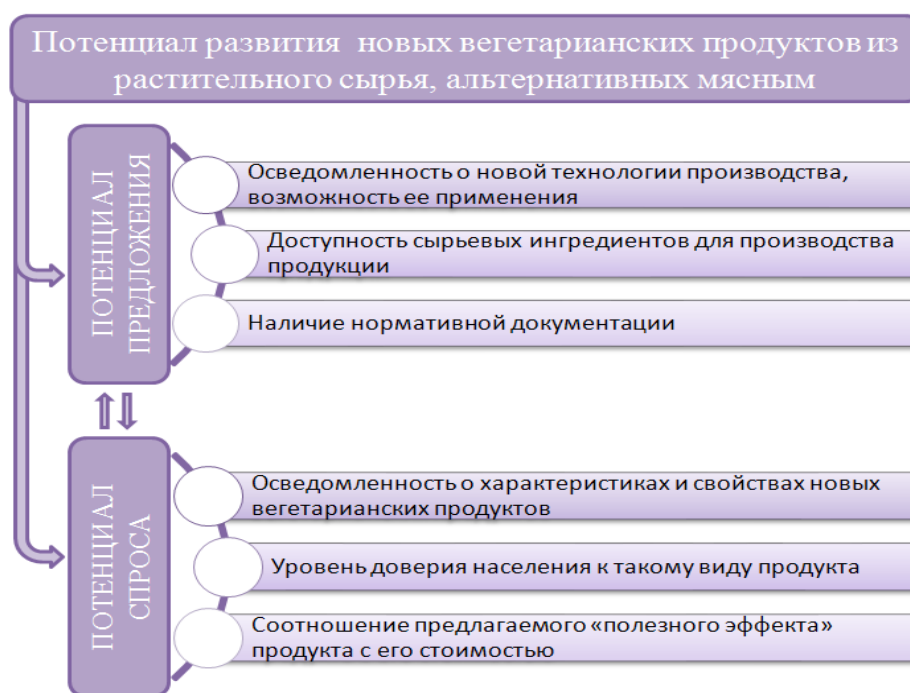 Потенциал развития новых вегетарианских продуктов из
растительного сырья, альтернативных мясным
ПОТЕНЦИАЛ
ПРЕДЛОЖЕНИЯ
Осведомленность о новой технологии производства,
возможность ее применения
Доступность сырьевых ингредиентов для производства
продукции
Наличие нормативной документации
ПОТЕНЦИАЛ
СПРОСА
Осведомленность о характеристиках и свойствах новых
вегетарианских продуктов
Уровень доверия населения к такому виду продукта
Соотношение предлагаемого «полезного эффекта»
продукта с его стоимостью